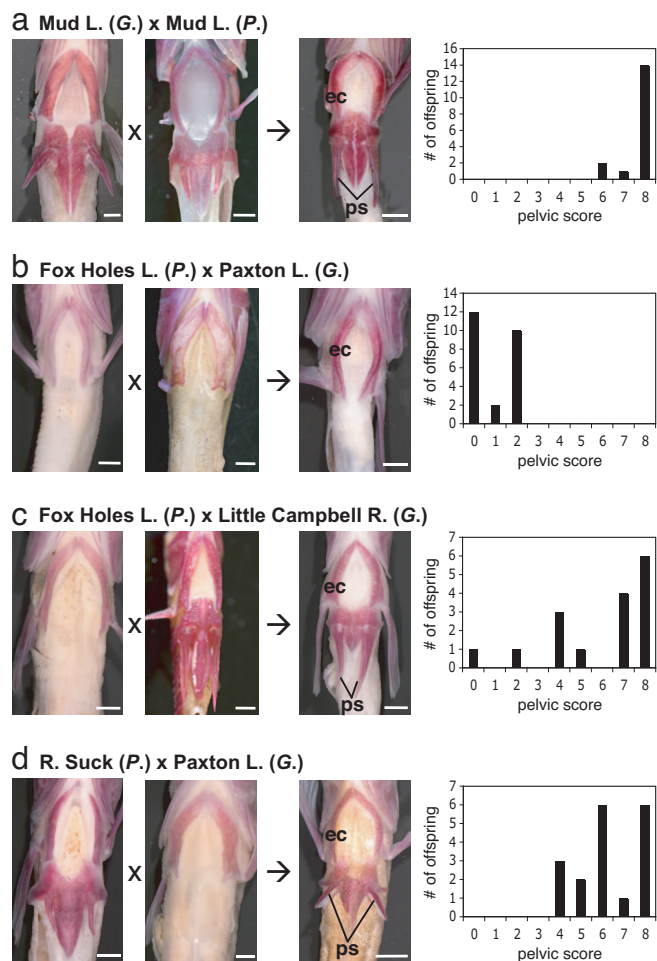 a Mud L. (G.) x Mud L. (P.)
x
→
ec
ps
# of offspring
16
14
12
10
8
6
4
2
0
0 1 2 3 4 5 6 7 8
pelvic score
b Fox Holes L. (P.) x Paxton L. (G.)
x
→
ec
# of offspring
14
12
10
8
6
4
2
0
0 1 2 3 4 5 6 7 8
pelvic score
c Fox Holes L. (P.) x Little Campbell R. (G.)
x
→
ec
ps
# of offspring
7
6
5
4
3
2
1
0
0 1 2 3 4 5 6 7 8
pelvic score
d R. Suck (P.) x Paxton L. (G.)
x
→
ec
ps
# of offspring
7
6
5
4
3
2
1
0
0 1 2 3 4 5 6 7 8
pelvic score